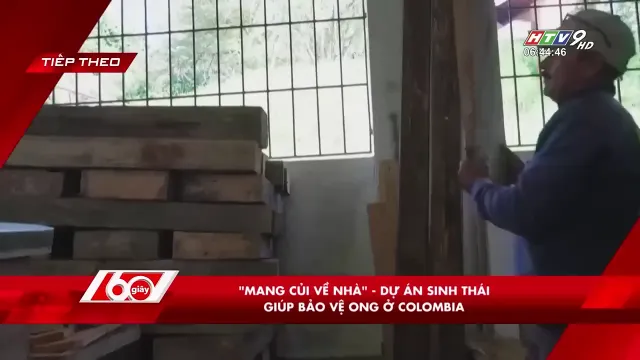 TIẾP THEO
HTV9 HD
06:44:46
60 giây
"MANG CỦI VỀ NHÀ" - DỰ ÁN SINH THÁI
GIÚP BẢO VỆ ONG Ở COLOMBIA